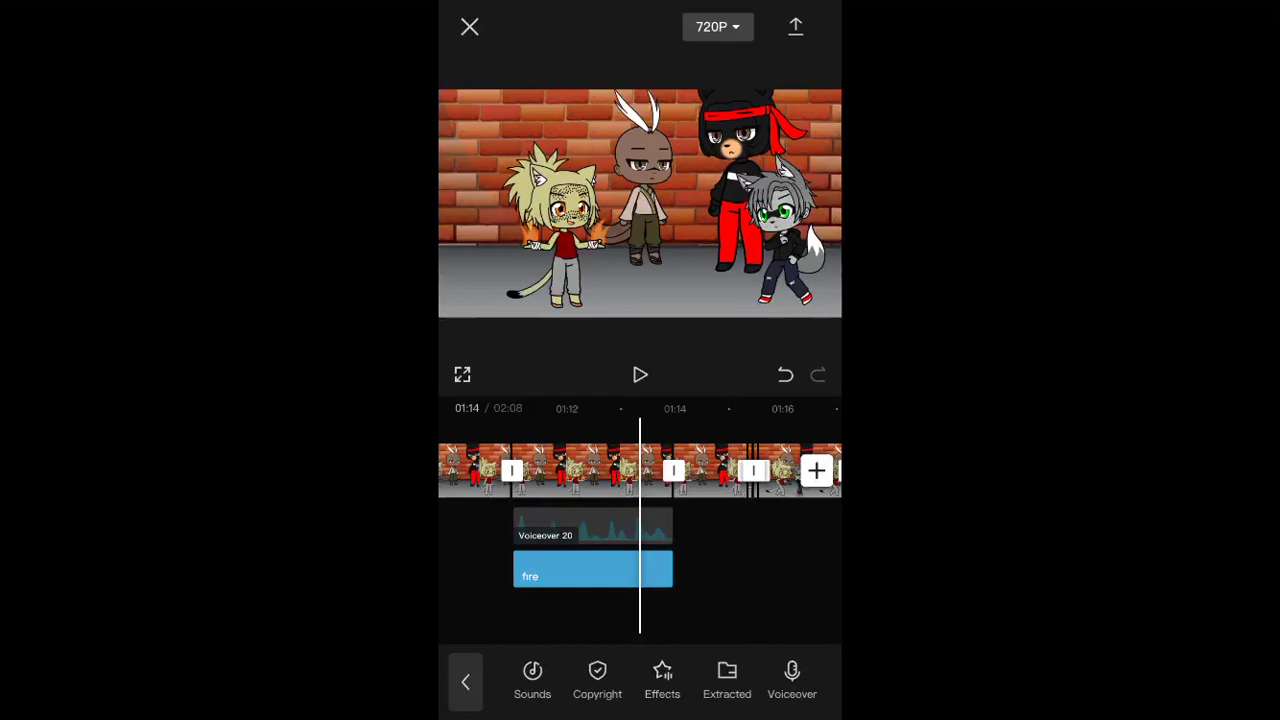 720P
01:14 / 02:08 01:12 01:14 01:16
Voiceover 20
fire
Sounds Copyright Effects Extracted Voiceover